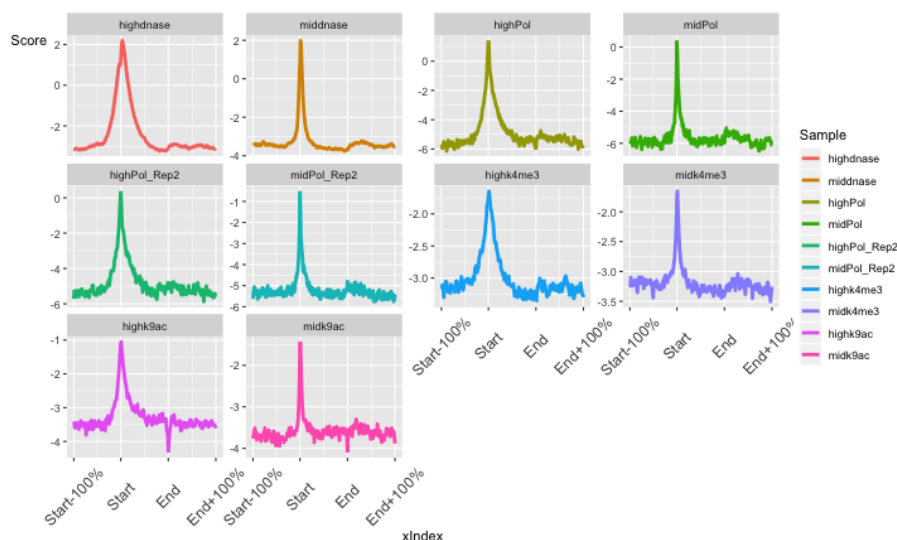 highdnase middnase highPol midPol
Score
2 0 -2
2 0 -2 -4
0 -2 -4 -6
0 -2 -4 -6
Sample
highdnase
middnase
highPol
midPol
highPol_Rep2
midPol_Rep2
highk4me3
midk4me3
highk9ac
midk9ac
highPol_Rep2 midPol_Rep2 highk4me3 midk4me3
0 -2 -4 -6
-1 -2 -3 -4 -5 -6
-2.0 -2.5 -3.0
-2.0 -2.5 -3.0 -3.5
Start-100% Start End End+100%
Start-100% Start End End+100%
highk9ac midk9ac
-1 -2 -3 -4
-2 -3 -4
Start-100% Start End End+100%
Start-100% Start End End+100%
xIndex